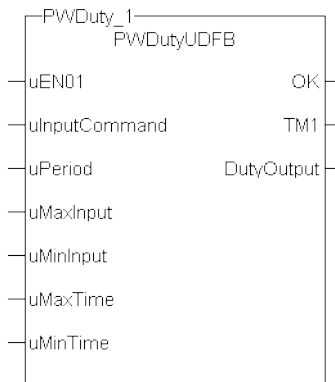 PWDuty_1
PWDutyUDFB
uEN01 OK
uInputCommand TM1
uPeriod DutyOutput
uMaxInput
uMinInput
uMaxTime
uMinTime